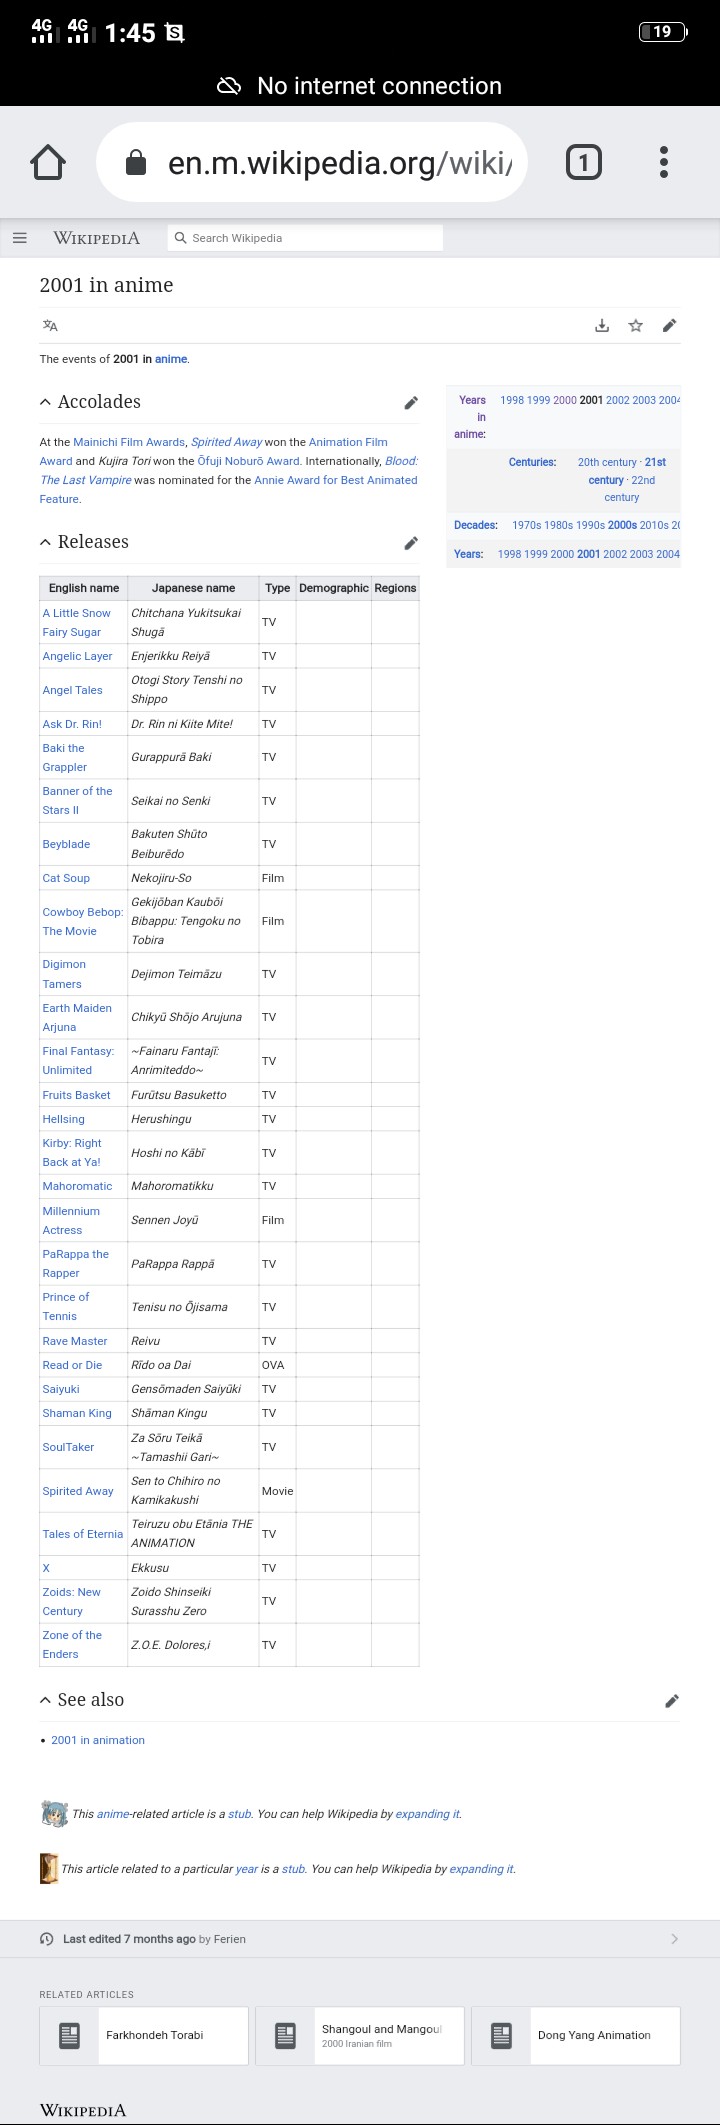 4G 4G 1:45 19
No internet connection
en.m.wikipedia.org/wiki/ 1
WIKIPEDIA Search Wikipedia
2001 in anime
The events of 2001 in anime.
Accolades
At the Mainichi Film Awards, Spirited Away won the Animation Film
Award and Kujira Tori won the Ōfuji Noburō Award. Internationally, Blood:
The Last Vampire was nominated for the Annie Award for Best Animated
Feature.
Years 1998 1999 2000 2001 2002 2003 2004
in
anime:
Centuries: 20th century · 21st
century · 22nd
century
Decades: 1970s 1980s 1990s 2000s 2010s 20
Years: 1998 1999 2000 2001 2002 2003 2004
Releases
English name Japanese name Type Demographic Regions
A Little Snow
Fairy Sugar
Chitchana Yukitsukai
Shugā
TV
Angelic Layer Enjerikku Reiyā TV
Angel Tales
Otogi Story Tenshi no
Shippo
TV
Ask Dr. Rin! Dr. Rin ni Kiite Mite! TV
Baki the
Grappler
Gurappurā Baki TV
Banner of the
Stars II
Seikai no Senki TV
Beyblade
Bakuten Shūto
Beiburēdo
TV
Cat Soup Nekojiru-So Film
Cowboy Bebop:
The Movie
Gekijōban Kaubōi
Bibappu: Tengoku no
Tobira
Film
Digimon
Tamers
Dejimon Teimāzu TV
Earth Maiden
Arjuna
Chikyū Shōjo Arujuna TV
Final Fantasy:
Unlimited
~Fainaru Fantajī:
Anrimiteddo~
TV
Fruits Basket Furūtsu Basuketto TV
Hellsing Herushingu TV
Kirby: Right
Back at Ya!
Hoshi no Kābī TV
Mahoromatic Mahoromatikku TV
Millennium
Actress
Sennen Joyū Film
PaRappa the
Rapper
PaRappa Rappā TV
Prince of
Tennis
Tenisu no Ōjisama TV
Rave Master Reivu TV
Read or Die Rīdo oa Dai OVA
Saiyuki Gensōmaden Saiyūki TV
Shaman King Shāman Kingu TV
SoulTaker
Za Sōru Teikā
~Tamashii Gari~
TV
Spirited Away
Sen to Chihiro no
Kamikakushi
Movie
Tales of Eternia
Teiruzu obu Etānia THE
ANIMATION
TV
X Ekkusu TV
Zoids: New
Century
Zoido Shinseiki
Surasshu Zero
TV
Zone of the
Enders
Z.O.E. Dolores,i TV
See also
• 2001 in animation
This anime-related article is a stub. You can help Wikipedia by expanding it.
This article related to a particular year is a stub. You can help Wikipedia by expanding it.
Last edited 7 months ago by Ferien
RELATED ARTICLES
Farkhondeh Torabi
Shangoul and Mangoul
2000 Iranian film
Dong Yang Animation
WIKIPEDIA